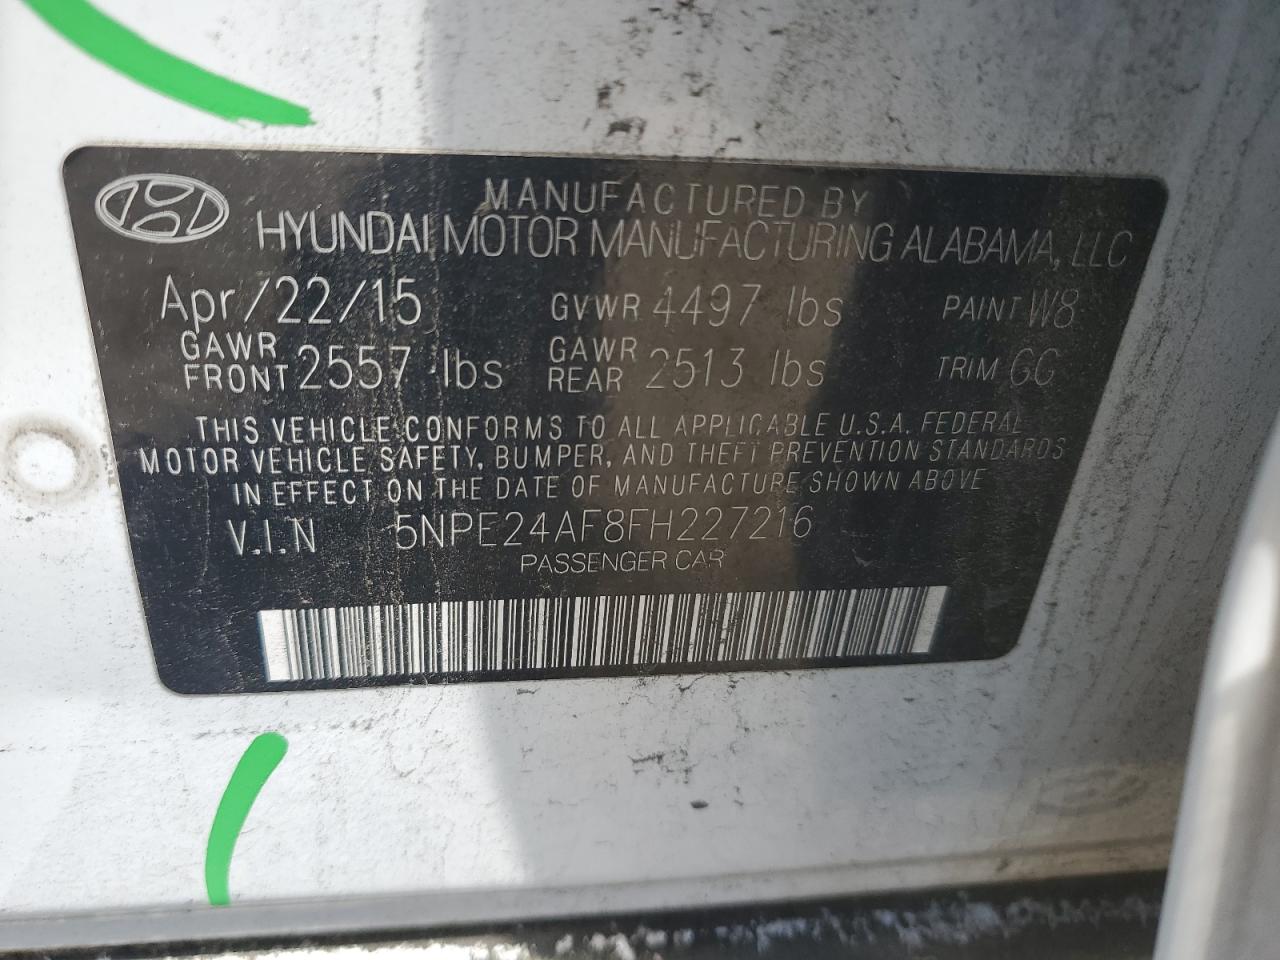 MANUFACTURED BY
HYUNDAI MOTOR MANUFACTURING ALABAMA, LLC
Apr/22/15 GVWR 4497 lbs PAINT W8
GAWR FRONT 2557 lbs GAWR REAR 2513 lbs TRIM GG
THIS VEHICLE CONFORMS TO ALL APPLICABLE U.S.A. FEDERAL
MOTOR VEHICLE SAFETY, BUMPER, AND THEFT PREVENTION STANDARDS
IN EFFECT ON THE DATE OF MANUFACTURE SHOWN ABOVE
V.I.N 5NPE24AF8FH227216
PASSENGER CAR